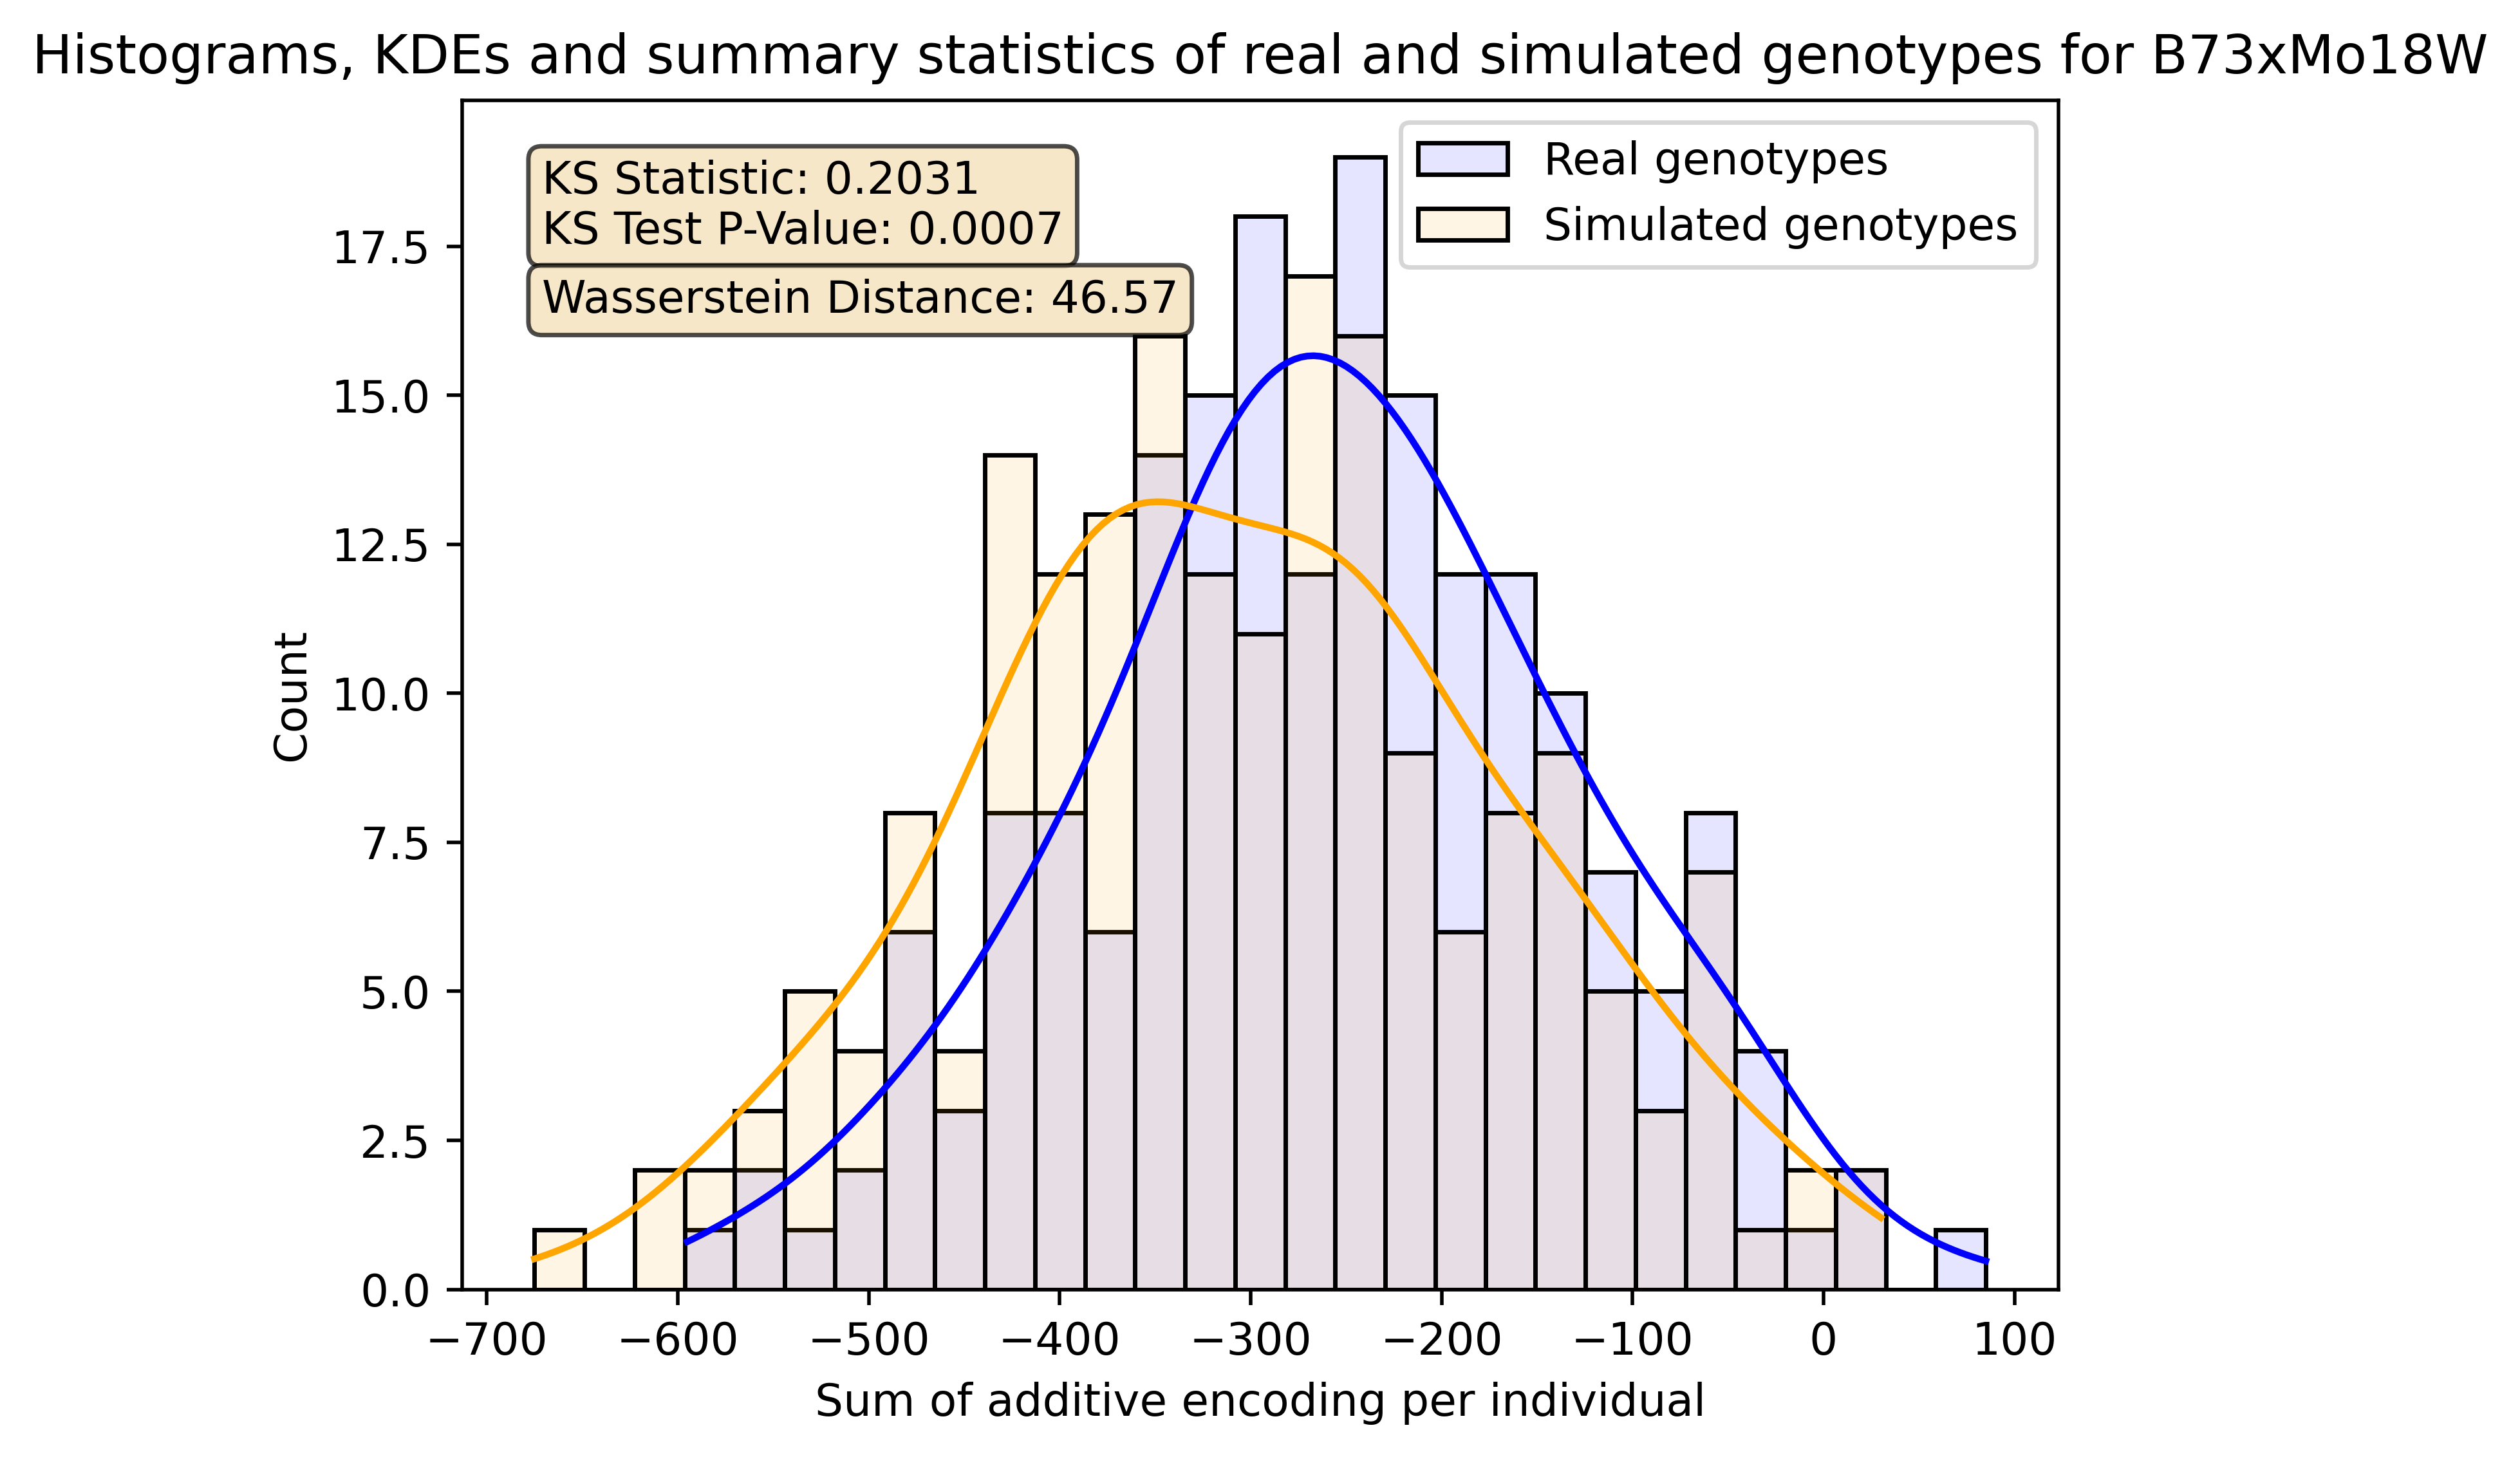 Histograms, KDEs and summary statistics of real and simulated genotypes for B73xMo18W
KS Statistic: 0.2031
KS Test P-Value: 0.0007
Wasserstein Distance: 46.57
Real genotypes
Simulated genotypes
Count
17.5
15.0
12.5
10.0
7.5
5.0
2.5
0.0
−700 −600 −500 −400 −300 −200 −100 0 100
Sum of additive encoding per individual